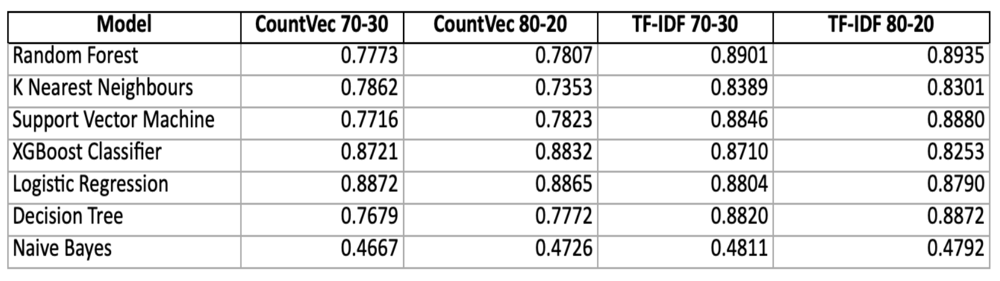 Model CountVec 70-30 CountVec 80-20 TF-IDF 70-30 TF-IDF 80-20
Random Forest 0.7773 0.7807 0.8901 0.8935
K Nearest Neighbours 0.7862 0.7353 0.8389 0.8301
Support Vector Machine 0.7716 0.7823 0.8846 0.8880
XGBoost Classifier 0.8721 0.8832 0.8710 0.8253
Logistic Regression 0.8872 0.8865 0.8804 0.8790
Decision Tree 0.7679 0.7772 0.8820 0.8872
Naive Bayes 0.4667 0.4726 0.4811 0.4792